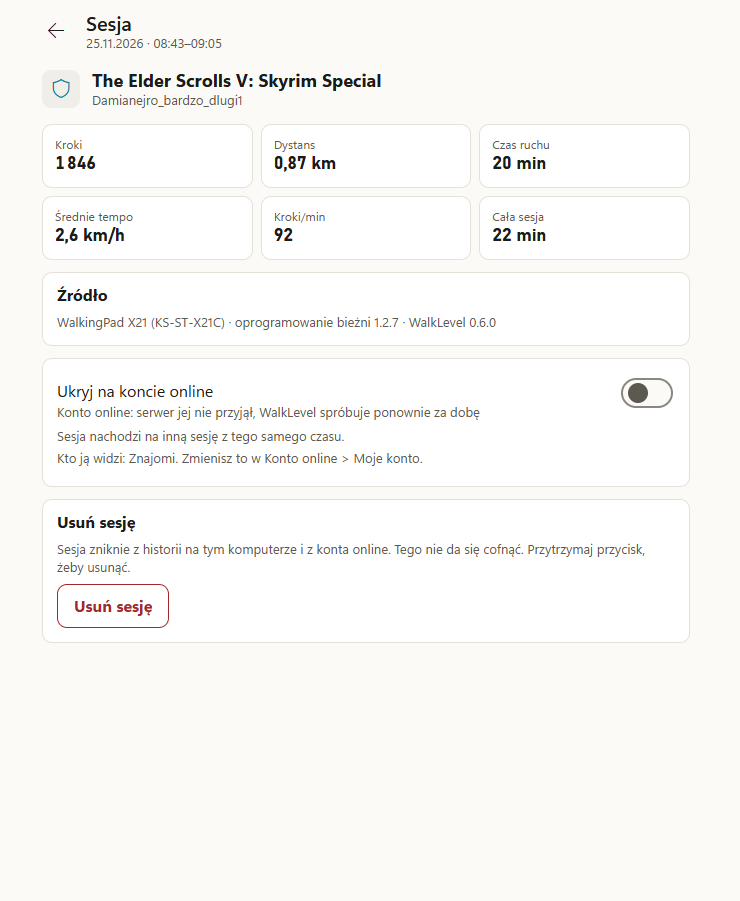 Sesja
25.11.2026 · 08:43–09:05
The Elder Scrolls V: Skyrim Special
Damianejro_bardzo_dlugi1
Kroki
1 846
Dystans
0,87 km
Czas ruchu
20 min
Średnie tempo
2,6 km/h
Kroki/min
92
Cała sesja
22 min
Źródło
WalkingPad X21 (KS-ST-X21C) · oprogramowanie bieżni 1.2.7 · WalkLevel 0.6.0
Ukryj na koncie online
Konto online: serwer jej nie przyjął, WalkLevel spróbuje ponownie za dobę
Sesja nachodzi na inną sesję z tego samego czasu.
Kto ją widzi: Znajomi. Zmienisz to w Konto online > Moje konto.
Usuń sesję
Sesja zniknie z historii na tym komputerze i z konta online. Tego nie da się cofnąć. Przytrzymaj przycisk,
żeby usunąć.
Usuń sesję